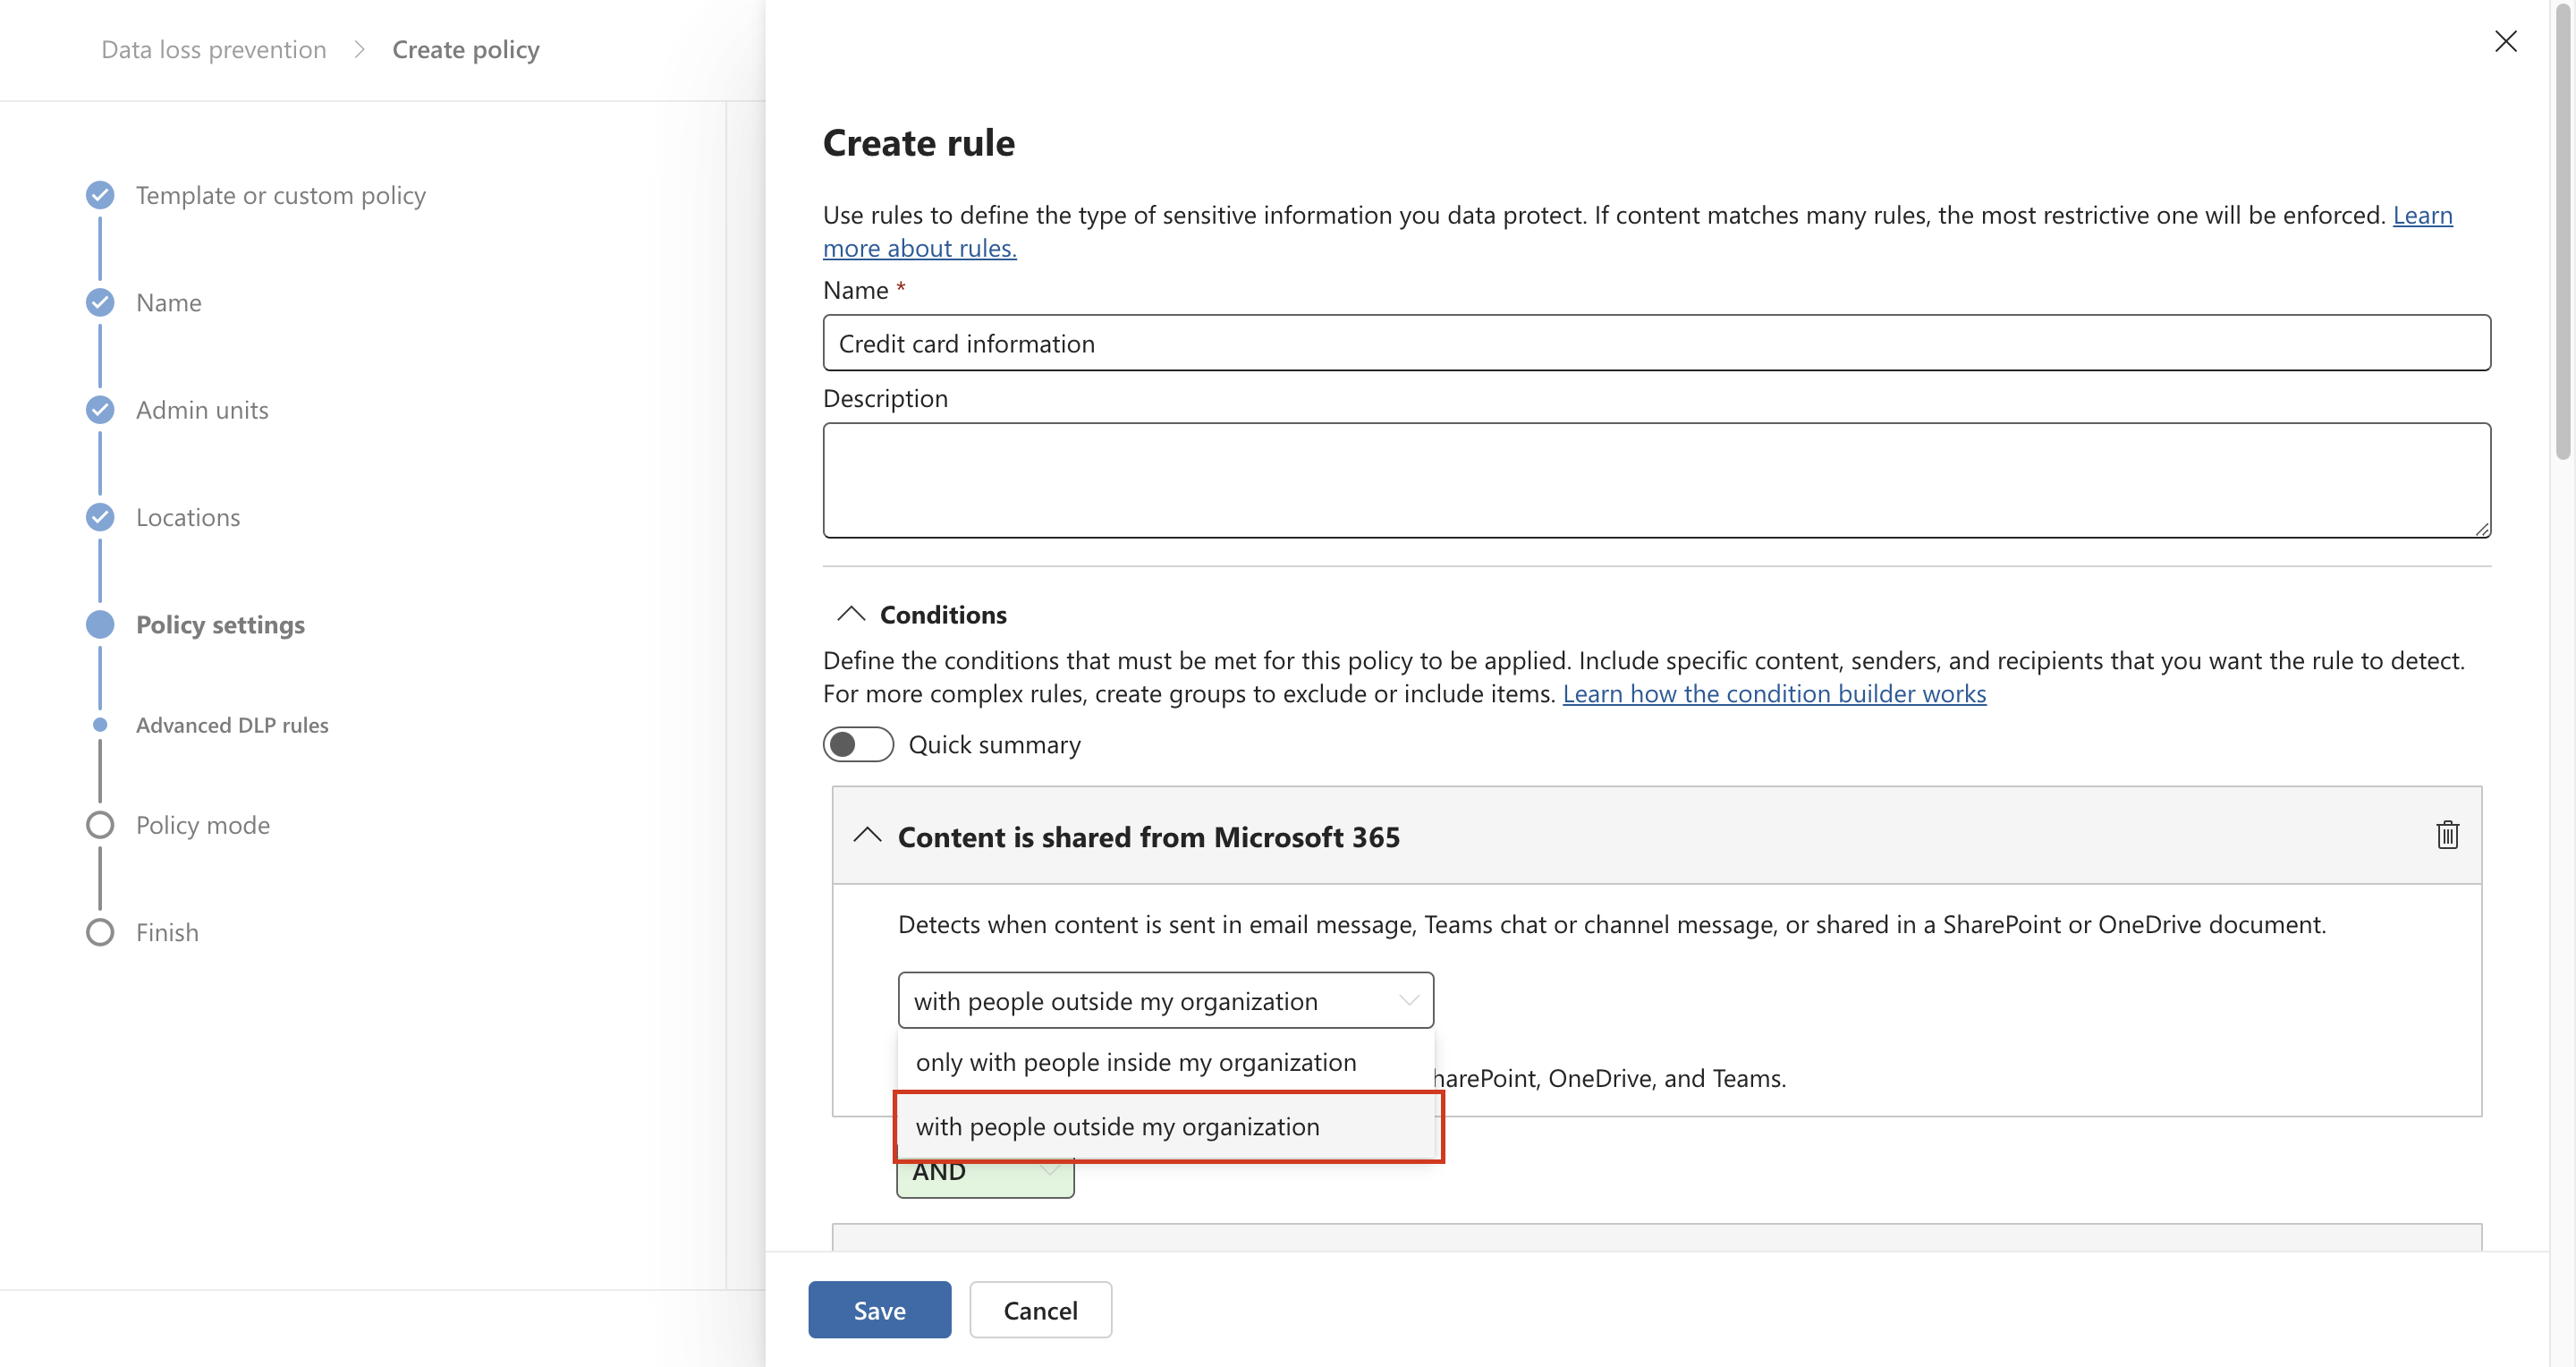 Data loss prevention > Create policy
Template or custom policy
Name
Admin units
Locations
Policy settings
Advanced DLP rules
Policy mode
Finish
Create rule
Use rules to define the type of sensitive information you data protect. If content matches many rules, the most restrictive one will be enforced. Learn
more about rules.
Name *
Credit card information
Description
Conditions
Define the conditions that must be met for this policy to be applied. Include specific content, senders, and recipients that you want the rule to detect.
For more complex rules, create groups to exclude or include items. Learn how the condition builder works
Quick summary
Content is shared from Microsoft 365
Detects when content is sent in email message, Teams chat or channel message, or shared in a SharePoint or OneDrive document.
with people outside my organization
only with people inside my organization
harePoint, OneDrive, and Teams.
with people outside my organization
AND
Save
Cancel